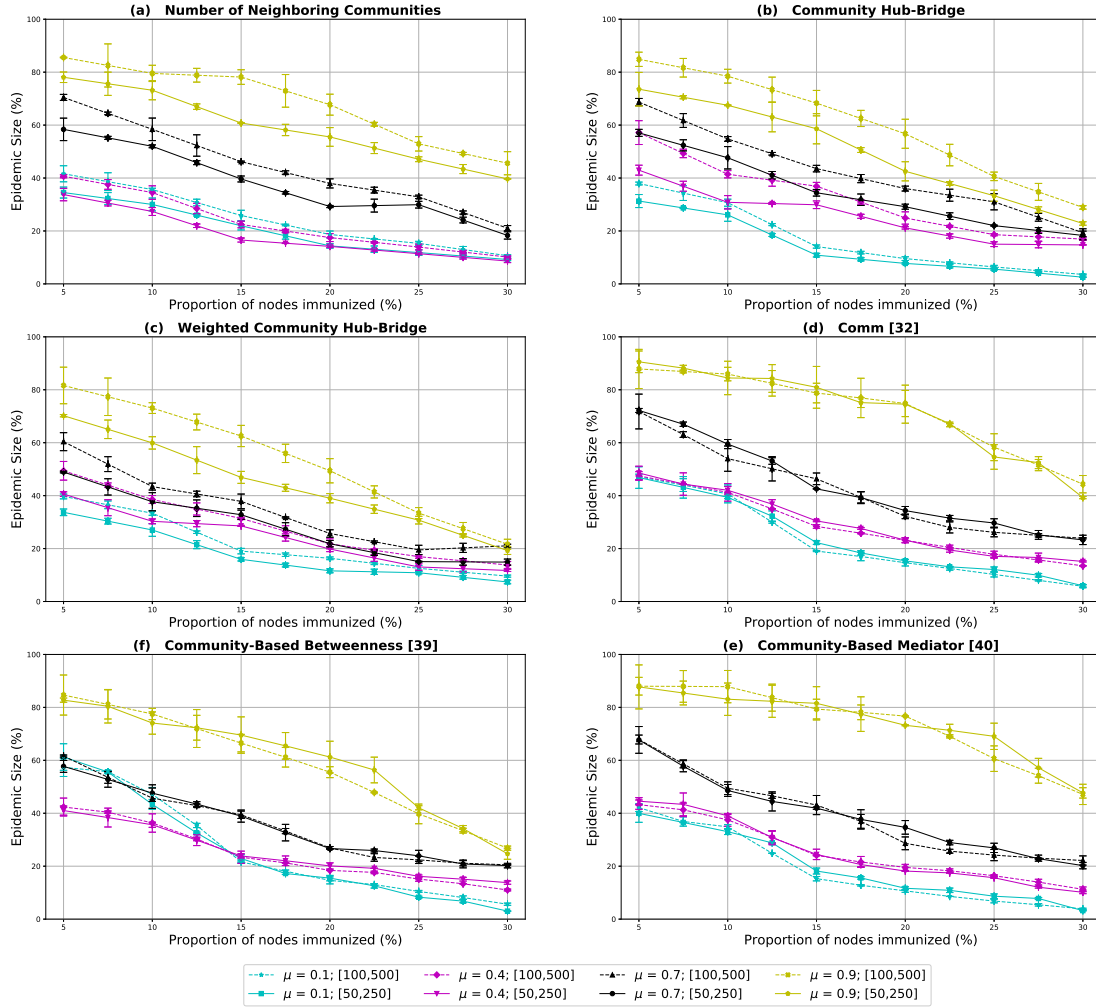 (a) Number of Neighboring Communities
Epidemic Size (%)
100
80
60
40
20
0
5 10 15 20 25 30
Proportion of nodes immunized (%)
(b) Community Hub-Bridge
Epidemic Size (%)
100
80
60
40
20
0
5 10 15 20 25 30
Proportion of nodes immunized (%)
(c) Weighted Community Hub-Bridge
Epidemic Size (%)
100
80
60
40
20
0
5 10 15 20 25 30
Proportion of nodes immunized (%)
(d) Comm [32]
Epidemic Size (%)
100
80
60
40
20
0
5 10 15 20 25 30
Proportion of nodes immunized (%)
(f) Community-Based Betweenness [39]
Epidemic Size (%)
100
80
60
40
20
0
5 10 15 20 25 30
Proportion of nodes immunized (%)
(e) Community-Based Mediator [40]
Epidemic Size (%)
100
80
60
40
20
0
5 10 15 20 25 30
Proportion of nodes immunized (%)
μ = 0.1; [100,500] μ = 0.4; [100,500] μ = 0.7; [100,500] μ = 0.9; [100,500]
μ = 0.1; [50,250] μ = 0.4; [50,250] μ = 0.7; [50,250] μ = 0.9; [50,250]